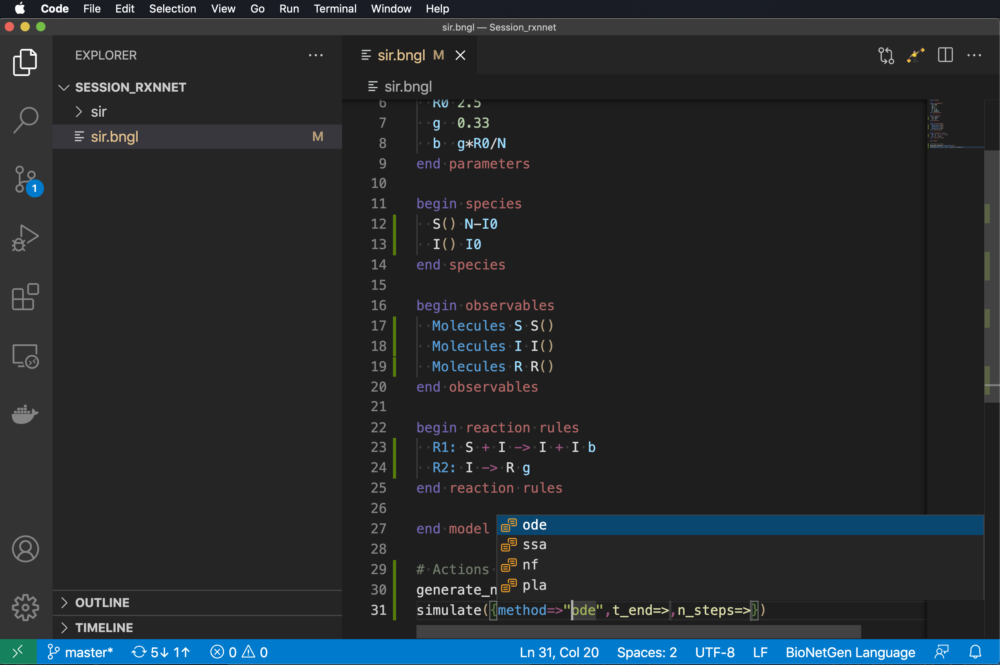 Code File Edit Selection View Go Run Terminal Window Help
sir.bngl — Session_rxnnet
EXPLORER
SESSION_RXNNET
sir
sir.bngl M
1
OUTLINE
TIMELINE
sir.bngl M
sir.bngl
6 R0 2.5
7 g 0.33
8 b g*R0/N
9 end parameters
10
11 begin species
12 S() N-I0
13 I() I0
14 end species
15
16 begin observables
17 Molecules S S()
18 Molecules I I()
19 Molecules R R()
20 end observables
21
22 begin reaction rules
23 R1: S + I -> I + I b
24 R2: I -> R g
25 end reaction rules
26
27 end model
28
29 # Actions
30 generate_n
31 simulate({method=>"ode",t_end=>,n_steps=>})
ode
ssa
nf
pla
master* 5↓ 1↑ 0 0 Ln 31, Col 20 Spaces: 2 UTF-8 LF BioNetGen Language